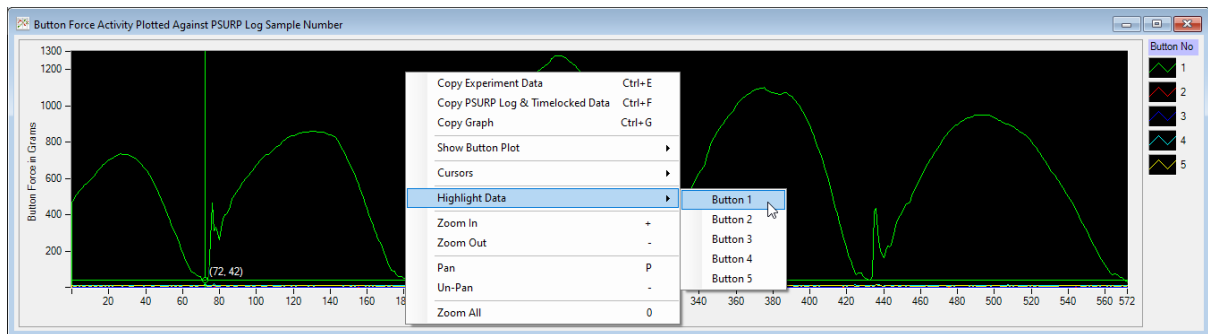 Button Force Activity Plotted Against PSURP Log Sample Number
Button No
1
2
3
4
5
Button Force in Grams
1300
1200
1000
800
600
400
200
(72, 42)
Copy Experiment Data Ctrl+E
Copy PSURP Log & Timelocked Data Ctrl+F
Copy Graph Ctrl+G
Show Button Plot
Cursors
Highlight Data
Zoom In +
Zoom Out -
Pan P
Un-Pan -
Zoom All 0
Button 1
Button 2
Button 3
Button 4
Button 5
20 40 60 80 100 120 140 160 340 360 380 400 420 440 460 480 500 520 540 560 572